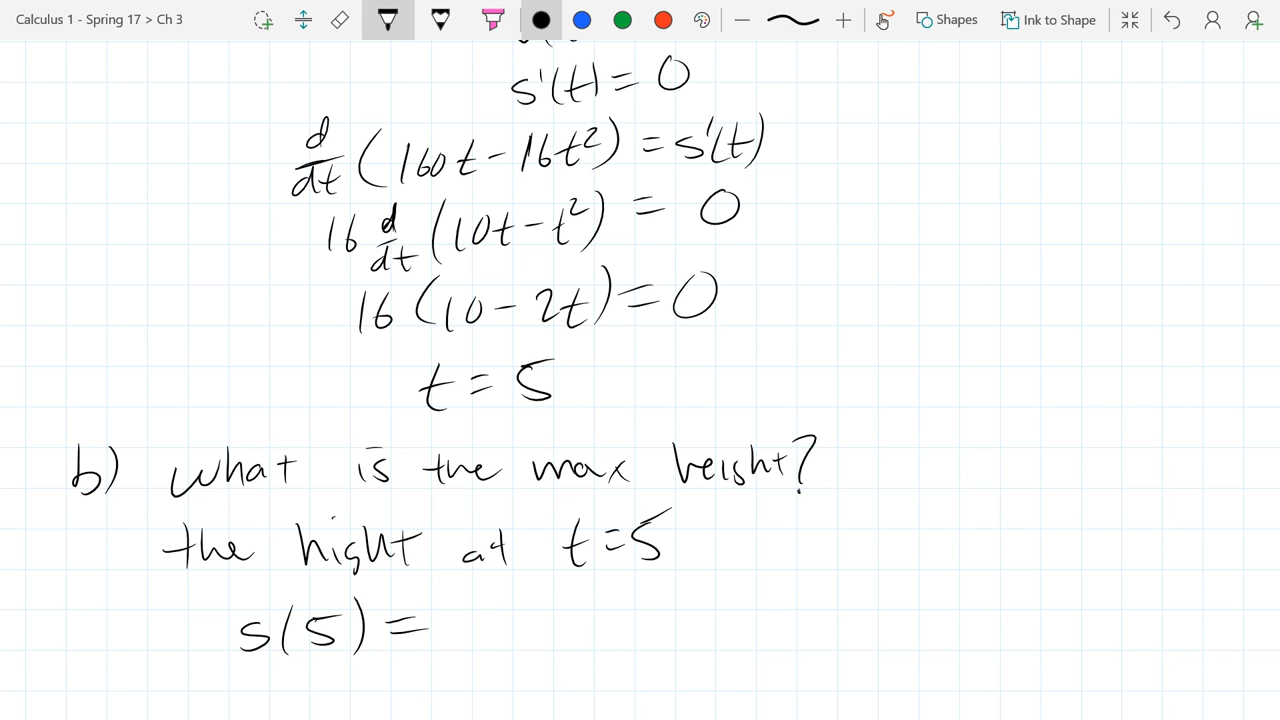 Calculus 1 - Spring 17 > Ch 3
Shapes
Ink to Shape
s'(t) = 0
d/dt (160t - 16t²) = s'(t)
16 d/dt (10t - t²) = 0
16 (10 - 2t) = 0
t = 5
b) what is the max height?
the hight at t = 5
s(5) =